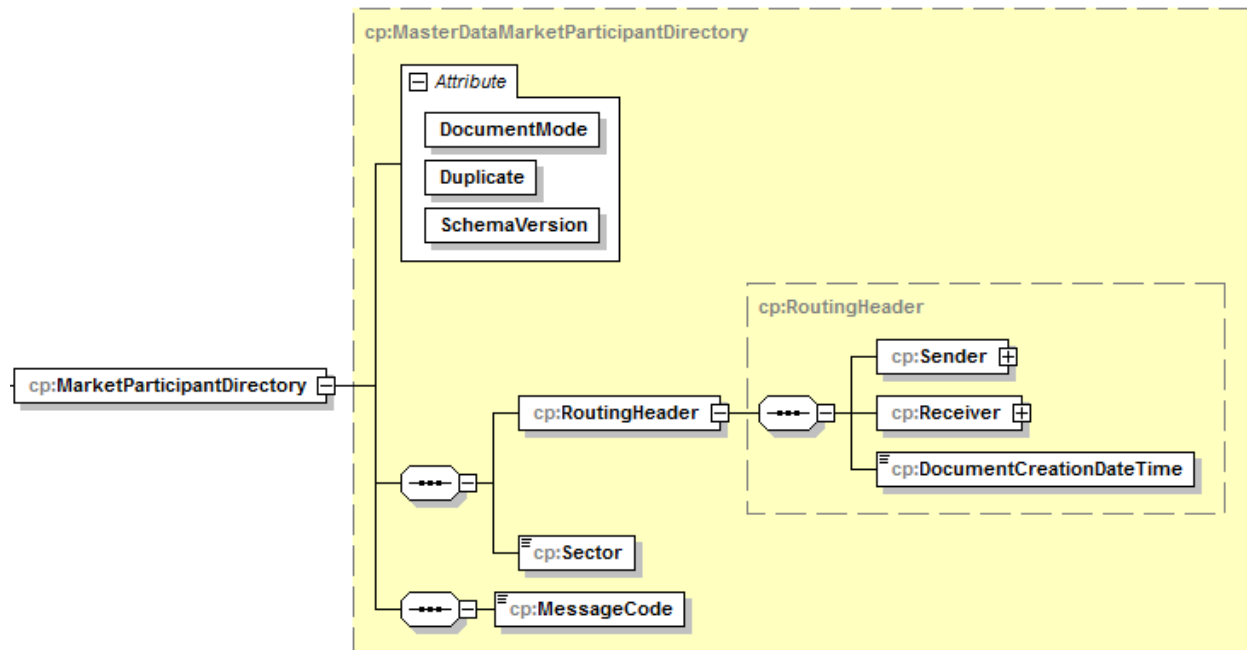 cp:MasterDataMarketParticipantDirectory
Attribute
DocumentMode
Duplicate
SchemaVersion
cp:RoutingHeader
cp:Sender
cp:MarketParticipantDirectory
cp:RoutingHeader
cp:Receiver
cp:DocumentCreationDateTime
cp:Sector
cp:MessageCode